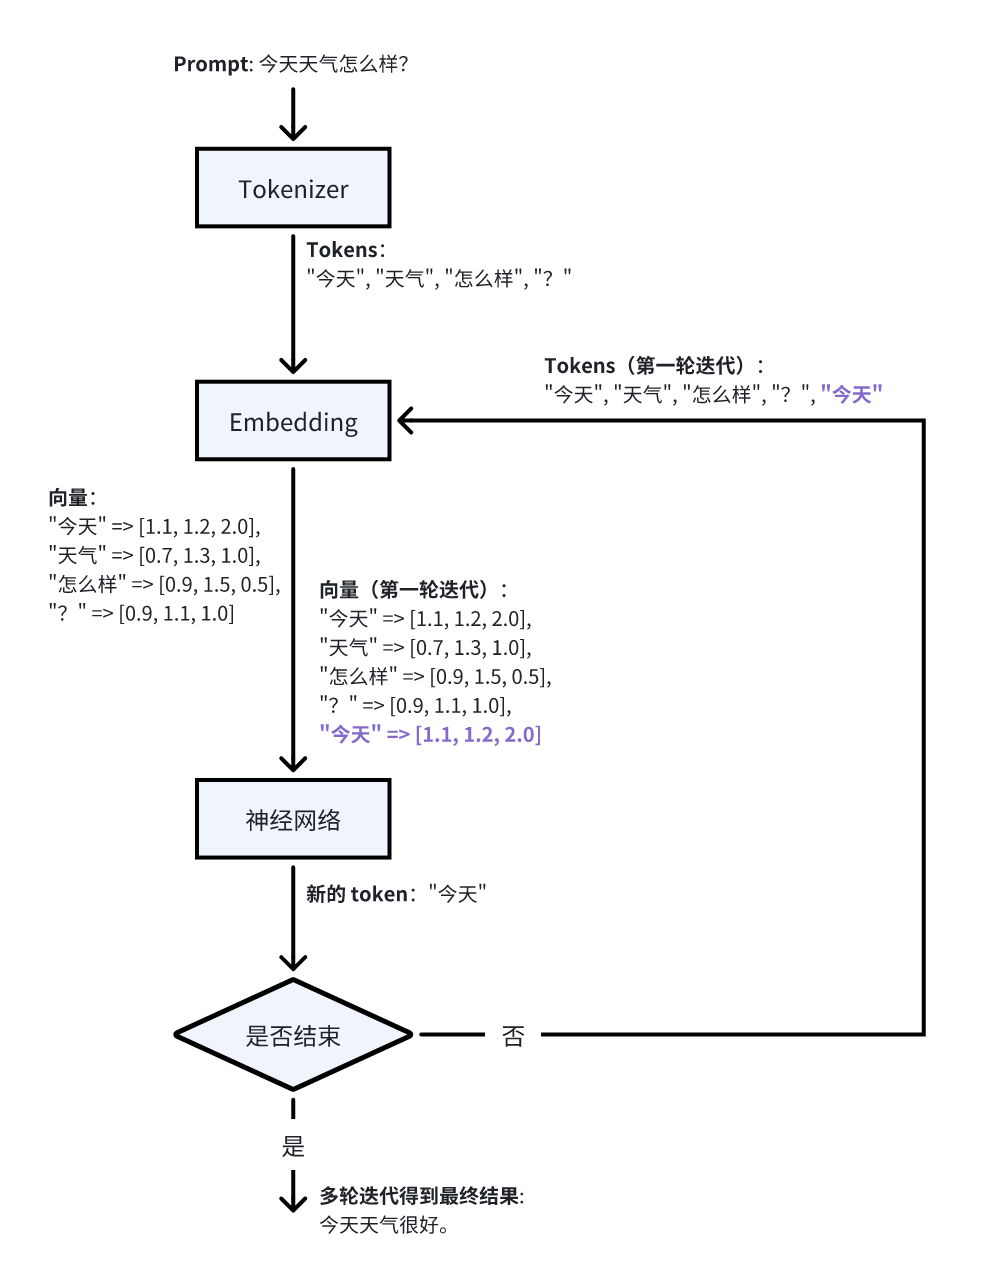 Prompt: 今天天气怎么样？
Tokenizer
Tokens：
"今天", "天气", "怎么样", "？"
Tokens（第一轮迭代）：
"今天", "天气", "怎么样", "？", "今天"
Embedding
向量：
"今天" => [1.1, 1.2, 2.0],
"天气" => [0.7, 1.3, 1.0],
"怎么样" => [0.9, 1.5, 0.5],
"？" => [0.9, 1.1, 1.0]
向量（第一轮迭代）：
"今天" => [1.1, 1.2, 2.0],
"天气" => [0.7, 1.3, 1.0],
"怎么样" => [0.9, 1.5, 0.5],
"？" => [0.9, 1.1, 1.0],
"今天" => [1.1, 1.2, 2.0]
神经网络
新的 token："今天"
是否结束
否
是
多轮迭代得到最终结果:
今天天气很好。